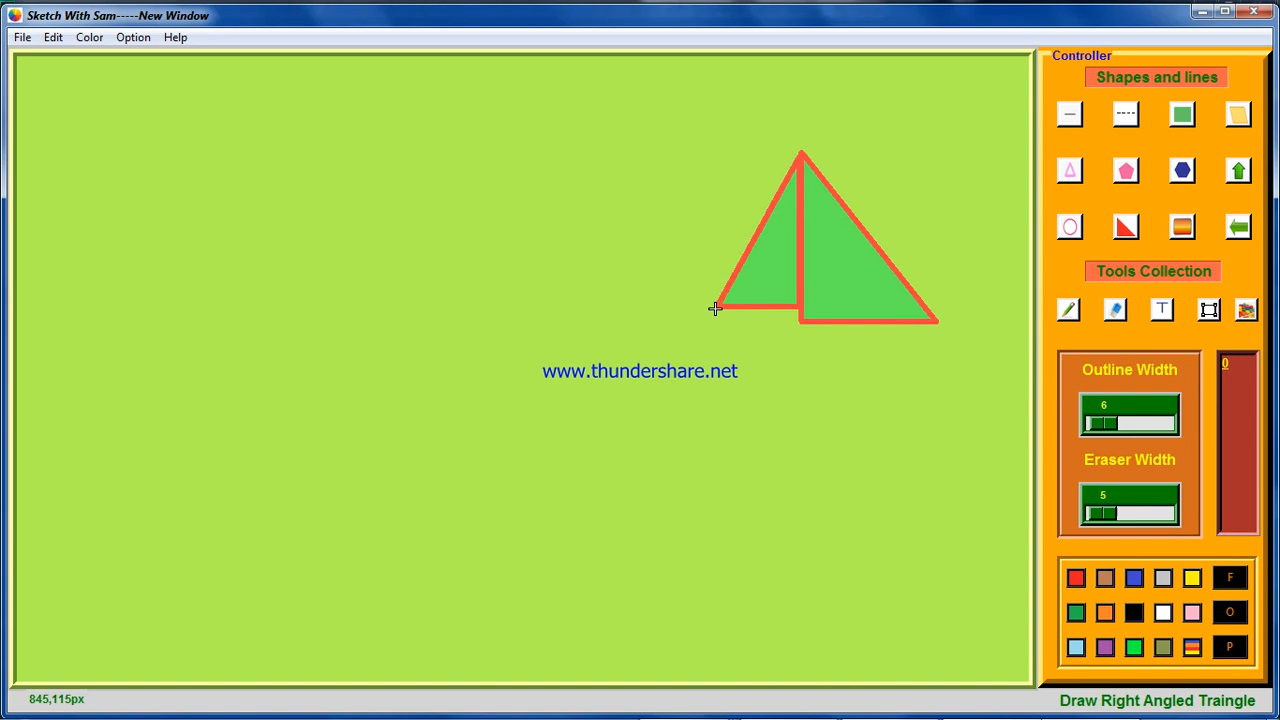 Sketch With Sam-----New Window
File Edit Color Option Help
Controller
Shapes and lines
Tools Collection
T
Outline Width
6
0
Eraser Width
5
www.thundershare.net
F
O
P
845,115px
Draw Right Angled Traingle